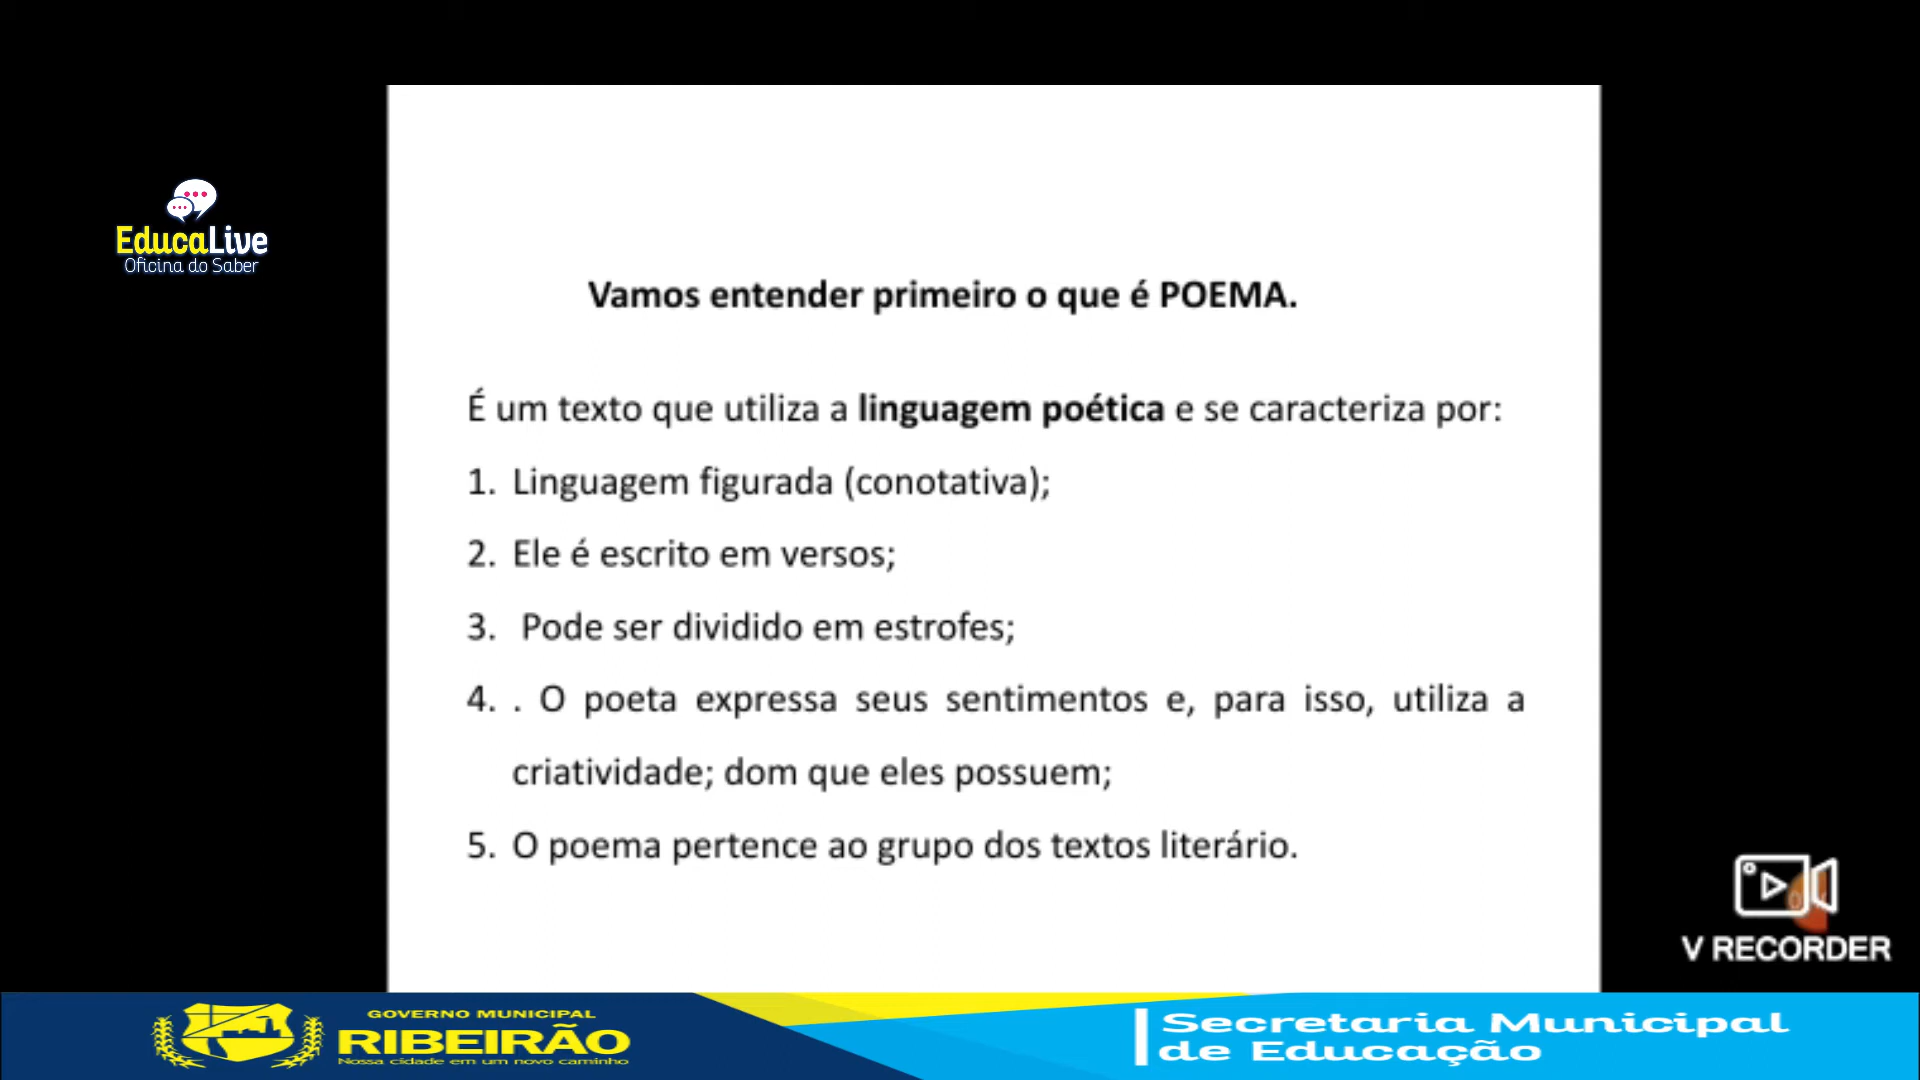 EducaLive
Oficina do Saber
Vamos entender primeiro o que é POEMA.
É um texto que utiliza a linguagem poética e se caracteriza por:
1. Linguagem figurada (conotativa);
2. Ele é escrito em versos;
3. Pode ser dividido em estrofes;
4. . O poeta expressa seus sentimentos e, para isso, utiliza a
criatividade; dom que eles possuem;
5. O poema pertence ao grupo dos textos literário.
V RECORDER
GOVERNO MUNICIPAL
RIBEIRÃO
Nossa cidade em um novo caminho
Secretaria Municipal
de Educação